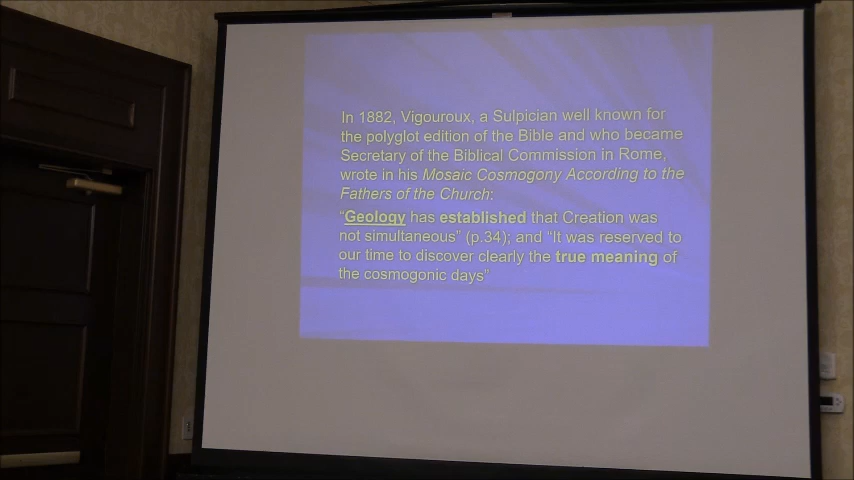 In 1882, Vigouroux, a Sulpician well known for
the polyglot edition of the Bible and who became
Secretary of the Biblical Commission in Rome,
wrote in his Mosaic Cosmogony According to the
Fathers of the Church:
“Geology has established that Creation was
not simultaneous” (p.34); and “It was reserved to
our time to discover clearly the true meaning of
the cosmogonic days”